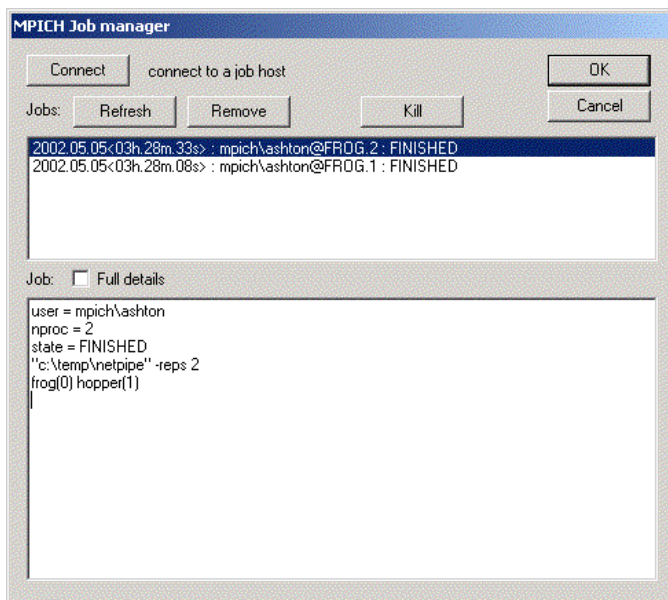 MPICH Job manager
Connect connect to a job host OK
Jobs: Refresh Remove Kill Cancel
2002.05.05<03h.28m.33s> : mpich\ashton@FROG.2 : FINISHED
2002.05.05<03h.28m.08s> : mpich\ashton@FROG.1 : FINISHED
Job: Full details
user = mpich\ashton
nproc = 2
state = FINISHED
"c:\temp\netpipe" -reps 2
frog(0) hopper(1)